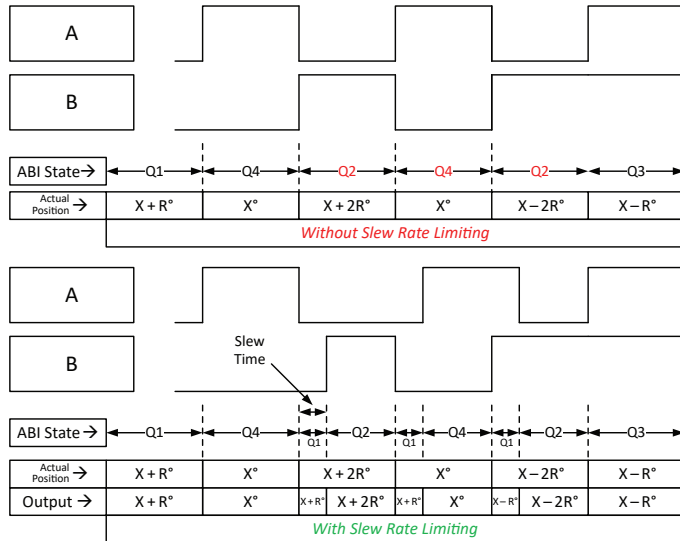 A
B
ABI State → Q1 Q4 Q2 Q4 Q2 Q3
Actual Position → X + R° X° X + 2R° X° X − 2R° X − R°
Without Slew Rate Limiting
A
B
Slew
Time
ABI State → Q1 Q4 Q1 Q2 Q1 Q4 Q1 Q2 Q3
Actual Position → X + R° X° X + 2R° X° X − 2R° X − R°
Output → X + R° X° X + R° X + 2R° X + R° X° X − R° X − 2R° X − R°
With Slew Rate Limiting